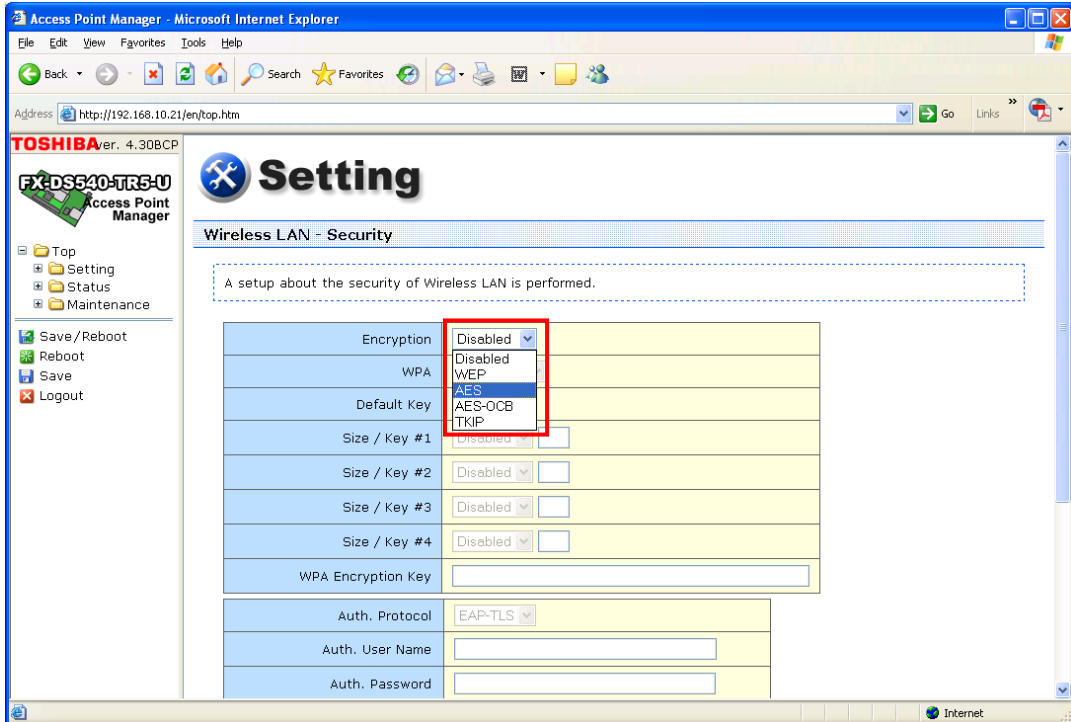 Access Point Manager - Microsoft Internet Explorer
File Edit View Favorites Tools Help
Back Search Favorites
Address http://192.168.10.21/en/top.htm Go Links »
TOSHIBA ver. 4.30BCP
FX-DS540-TR5-U
Access Point
Manager
Top
Setting
Status
Maintenance
Save/Reboot
Reboot
Save
Logout
Setting
Wireless LAN - Security
A setup about the security of Wireless LAN is performed.
Encryption Disabled
Disabled
WEP
AES
AES-OCB
TKIP
WPA
Default Key
Size / Key #1 Disabled
Size / Key #2 Disabled
Size / Key #3 Disabled
Size / Key #4 Disabled
WPA Encryption Key
Auth. Protocol EAP-TLS
Auth. User Name
Auth. Password
Internet